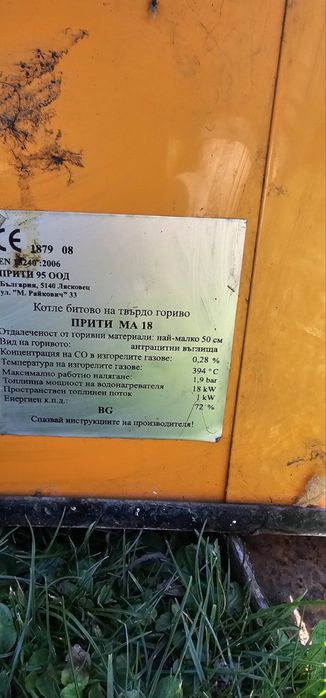 CE 1879 08
EN 13240 :2006
ПРИТИ 95 ООД
България, 5140 Лясковец
ул. "М. Райкович" 33
Котле битово на твърдо гориво
ПРИТИ МА 18
Отдалеченост от горивни материали: най-малко 50 см
Вид на горивото: антрацитни въглища
Концентрация на СО в изгорелите газове: 0,28 %
Температура на изгорелите газове: 394 °C
Максимално работно налягане: 1,9 bar
Топлинна мощност на водонагревателя 18 kW
Пространствен топлинен поток 1 kW
Енергиен к.п.д.: 72 %
BG
Спазвай инструкциите на производителя!